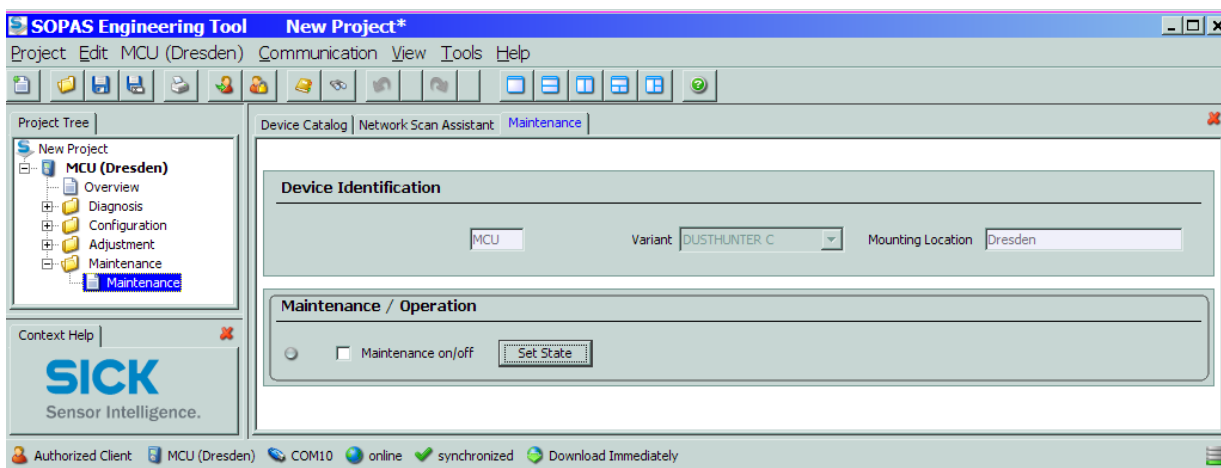 SOPAS Engineering Tool New Project*
Project Edit MCU (Dresden) Communication View Tools Help
Project Tree
New Project
MCU (Dresden)
Overview
Diagnosis
Configuration
Adjustment
Maintenance
Maintenance
Context Help
SICK
Sensor Intelligence.
Device Catalog Network Scan Assistant Maintenance
Device Identification
MCU Variant DUSTHUNTER C Mounting Location Dresden
Maintenance / Operation
Maintenance on/off Set State
Authorized Client MCU (Dresden) COM10 online synchronized Download Immediately